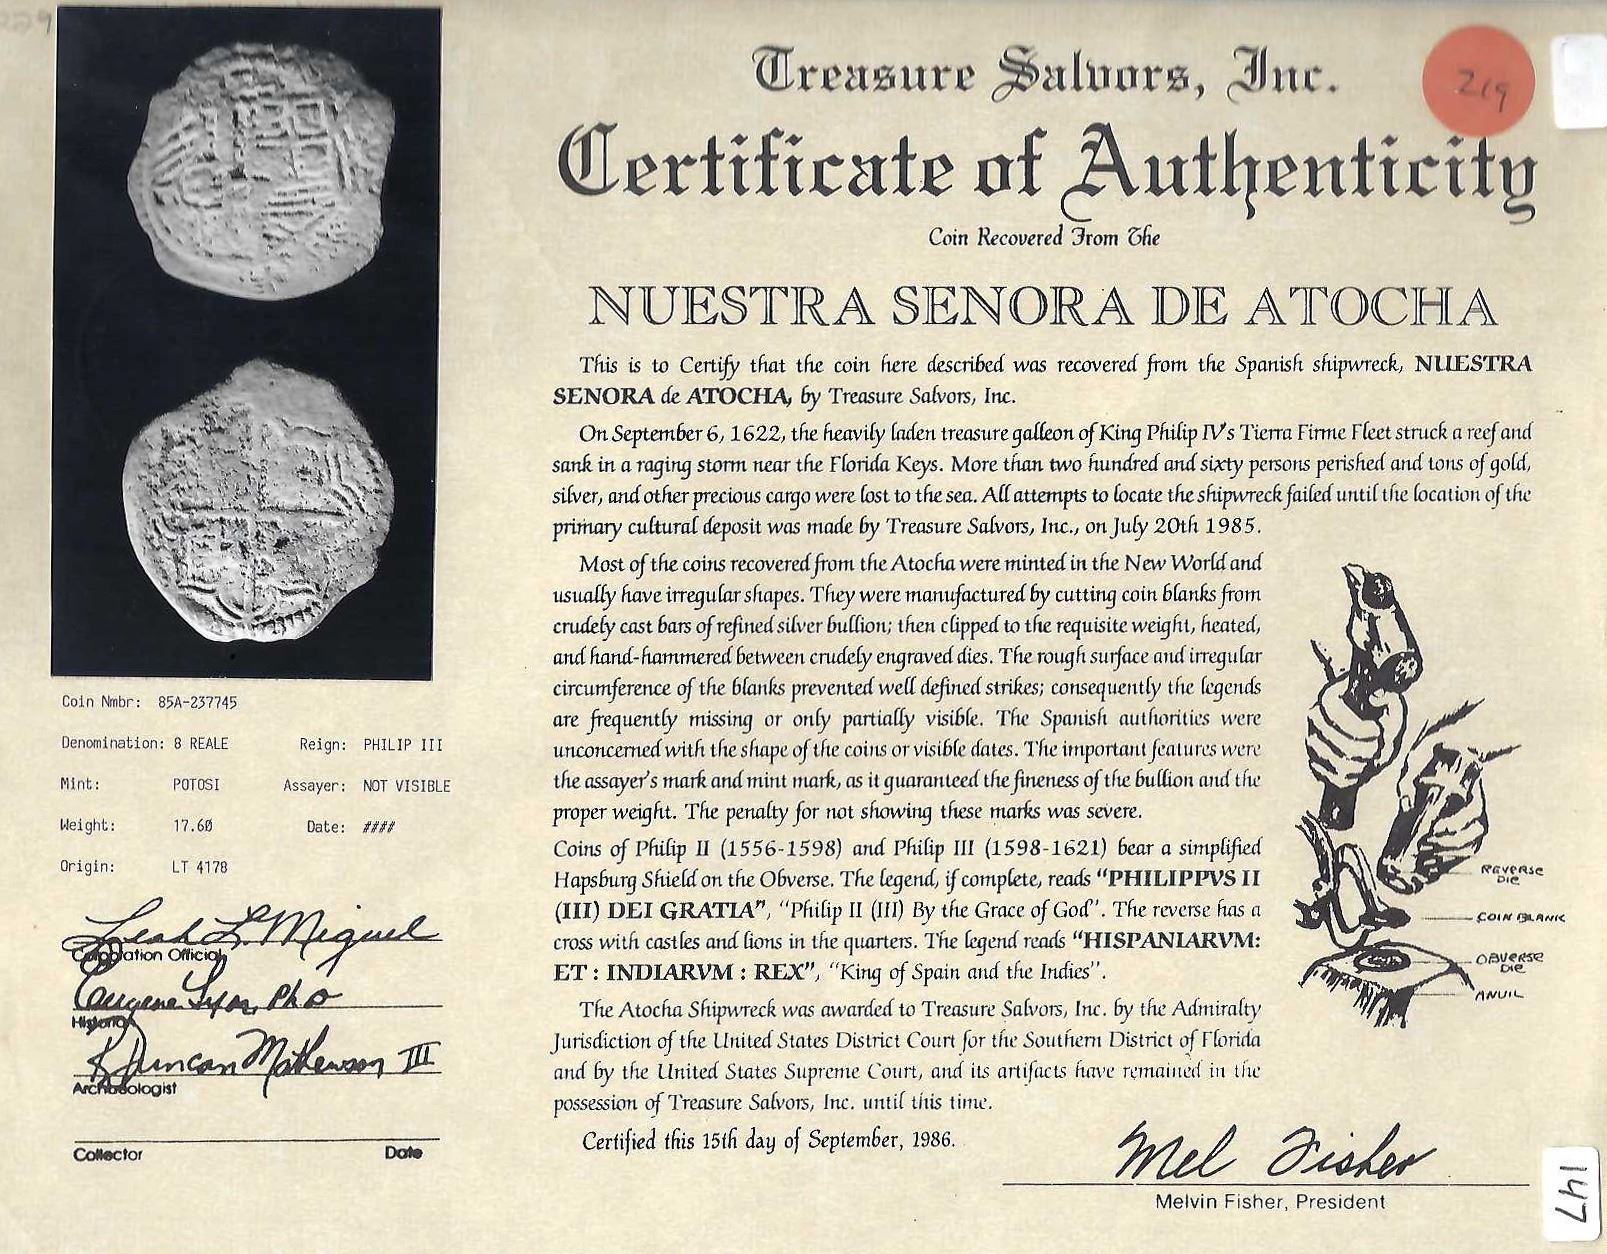 229
Treasure Salvors, Inc.
219
Certificate of Authenticity
Coin Recovered From The
NUESTRA SENORA DE ATOCHA
This is to Certify that the coin here described was recovered from the Spanish shipwreck, NUESTRA
SENORA de ATOCHA, by Treasure Salvors, Inc.
On September 6, 1622, the heavily laden treasure galleon of King Philip IV's Tierra Firme Fleet struck a reef and
sank in a raging storm near the Florida Keys. More than two hundred and sixty persons perished and tons of gold,
silver, and other precious cargo were lost to the sea. All attempts to locate the shipwreck failed until the location of the
primary cultural deposit was made by Treasure Salvors, Inc., on July 20th 1985.
Most of the coins recovered from the Atocha were minted in the New World and
usually have irregular shapes. They were manufactured by cutting coin blanks from
crudely cast bars of refined silver bullion; then clipped to the requisite weight, heated,
and hand-hammered between crudely engraved dies. The rough surface and irregular
circumference of the blanks prevented well defined strikes; consequently the legends
are frequently missing or only partially visible. The Spanish authorities were
unconcerned with the shape of the coins or visible dates. The important features were
the assayer's mark and mint mark, as it guaranteed the fineness of the bullion and the
proper weight. The penalty for not showing these marks was severe.
Coins of Philip II (1556-1598) and Philip III (1598-1621) bear a simplified
Hapsburg Shield on the Obverse. The legend, if complete, reads "PHILIPPVS II
(III) DEI GRATIA", "Philip II (III) By the Grace of God". The reverse has a
cross with castles and lions in the quarters. The legend reads "HISPANIARVM:
ET : INDIARVM : REX", "King of Spain and the Indies".
The Atocha Shipwreck was awarded to Treasure Salvors, Inc. by the Admiralty
Jurisdiction of the United States District Court for the Southern District of Florida
and by the United States Supreme Court, and its artifacts have remained in the
possession of Treasure Salvors, Inc. until this time.
Certified this 15th day of September, 1986.
REVERSE
DIE
COIN BLANK
OBVERSE
DIE
ANVIL
Mel Fisher
Melvin Fisher, President
147
Coin Nmbr: 85A-237745
Denomination: 8 REALE Reign: PHILIP III
Mint: POTOSI Assayer: NOT VISIBLE
Weight: 17.60 Date: ####
Origin: LT 4178
Leah L. Miguel
Corporation Official
Eugene Lyon, PhD
Historian
R Duncan Mathewson III
Archaeologist
Collector Date